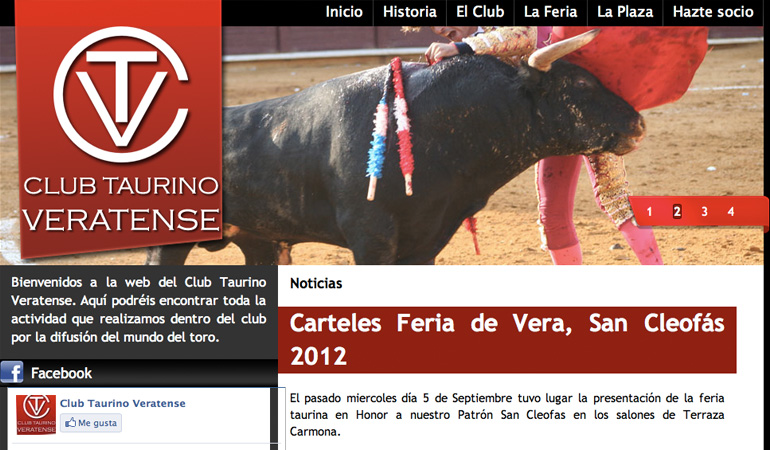 Inicio Historia El Club La Feria La Plaza Hazte socio
CTV
CLUB TAURINO
VERATENSE
1 2 3 4
Bienvenidos a la web del Club Taurino
Veratense. Aquí podréis encontrar toda la
actividad que realizamos dentro del club
por la difusión del mundo del toro.
f Facebook
CTV
CLUB TAURINO
VERATENSE
Club Taurino Veratense
Me gusta
Noticias
Carteles Feria de Vera, San Cleofás
2012
El pasado miercoles día 5 de Septiembre tuvo lugar la presentación de la feria
taurina en Honor a nuestro Patrón San Cleofas en los salones de Terraza
Carmona.